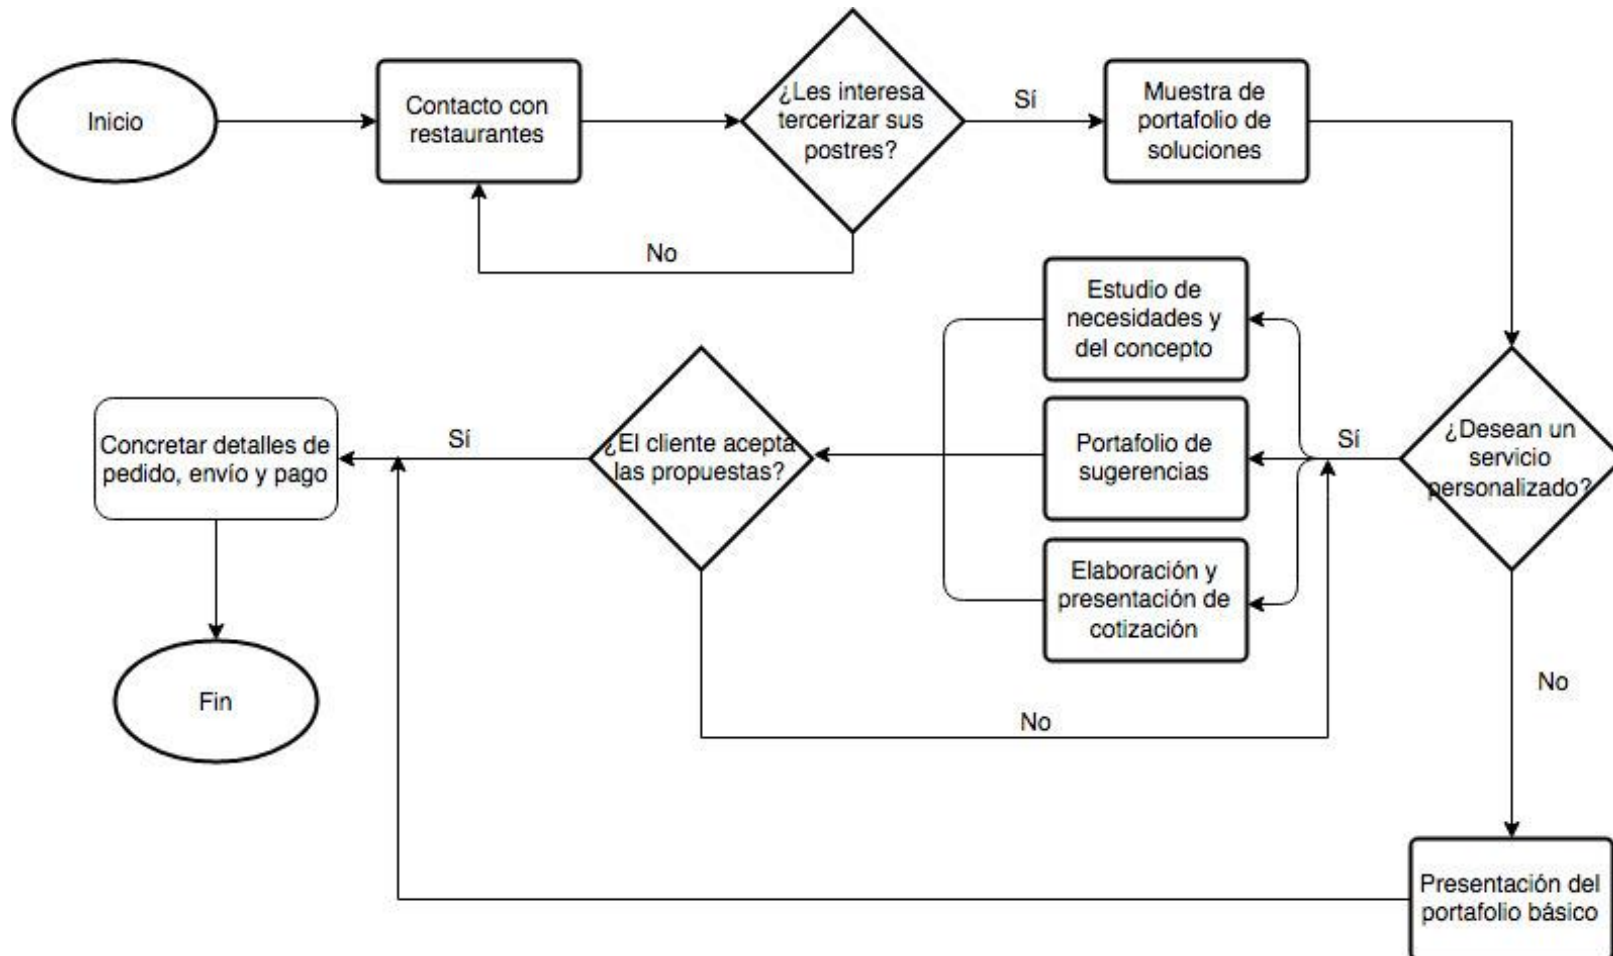 Inicio
Contacto con
restaurantes
¿Les interesa
tercerizar sus
postres?
Sí
Muestra de
portafolio de
soluciones
No
Estudio de
necesidades y
del concepto
¿Desean un
servicio
personalizado?
Sí
Portafolio de
sugerencias
Elaboración y
presentación de
cotización
¿El cliente acepta
las propuestas?
Sí
Concretar detalles de
pedido, envío y pago
Fin
No
No
Presentación del
portafolio básico